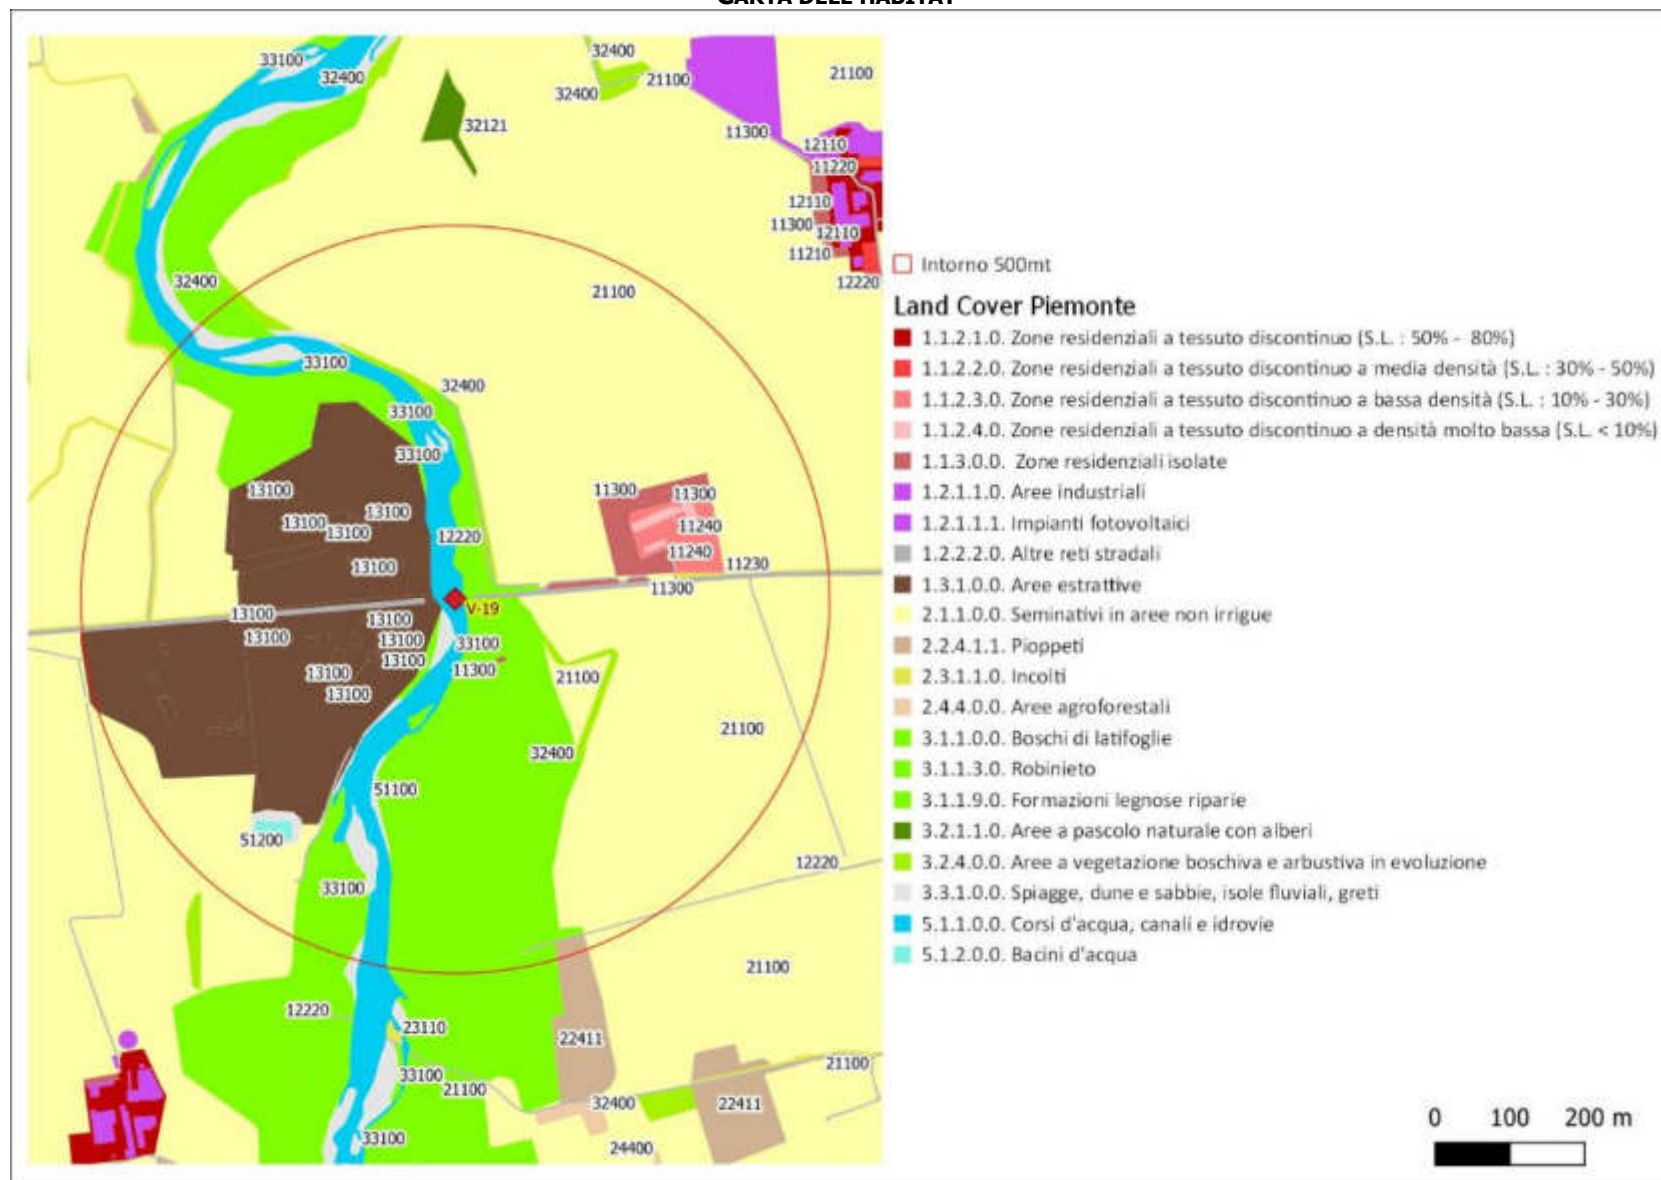 CARTA DELL'HABITAT
33100
32400
32400
21100
32400
21100
32121
11300
12110
11220
12110
11300
12110
11210
12220
32400
21100
33100
32400
33100
33100
13100
13100
13100
13100
12220
13100
11300
11300
11240
11240
11230
11300
13100
13100
V-19
13100
13100
33100
13100
13100
11300
13100
21100
21100
32400
51100
51200
12220
33100
21100
12220
23110
22411
33100
21100
21100
32400
22411
33100
24400
Intorno 500mt
Land Cover Piemonte
1.1.2.1.0. Zone residenziali a tessuto discontinuo (S.L. : 50% - 80%)
1.1.2.2.0. Zone residenziali a tessuto discontinuo a media densità (S.L. : 30% - 50%)
1.1.2.3.0. Zone residenziali a tessuto discontinuo a bassa densità (S.L. : 10% - 30%)
1.1.2.4.0. Zone residenziali a tessuto discontinuo a densità molto bassa (S.L. < 10%)
1.1.3.0.0. Zone residenziali isolate
1.2.1.1.0. Aree industriali
1.2.1.1.1. Impianti fotovoltaici
1.2.2.2.0. Altre reti stradali
1.3.1.0.0. Aree estrattive
2.1.1.0.0. Seminativi in aree non irrigue
2.2.4.1.1. Pioppeti
2.3.1.1.0. Incolti
2.4.4.0.0. Aree agroforestali
3.1.1.0.0. Boschi di latifoglie
3.1.1.3.0. Robinieto
3.1.1.9.0. Formazioni legnose riparie
3.2.1.1.0. Aree a pascolo naturale con alberi
3.2.4.0.0. Aree a vegetazione boschiva e arbustiva in evoluzione
3.3.1.0.0. Spiagge, dune e sabbie, isole fluviali, greti
5.1.1.0.0. Corsi d'acqua, canali e idrovie
5.1.2.0.0. Bacini d'acqua
0 100 200 m